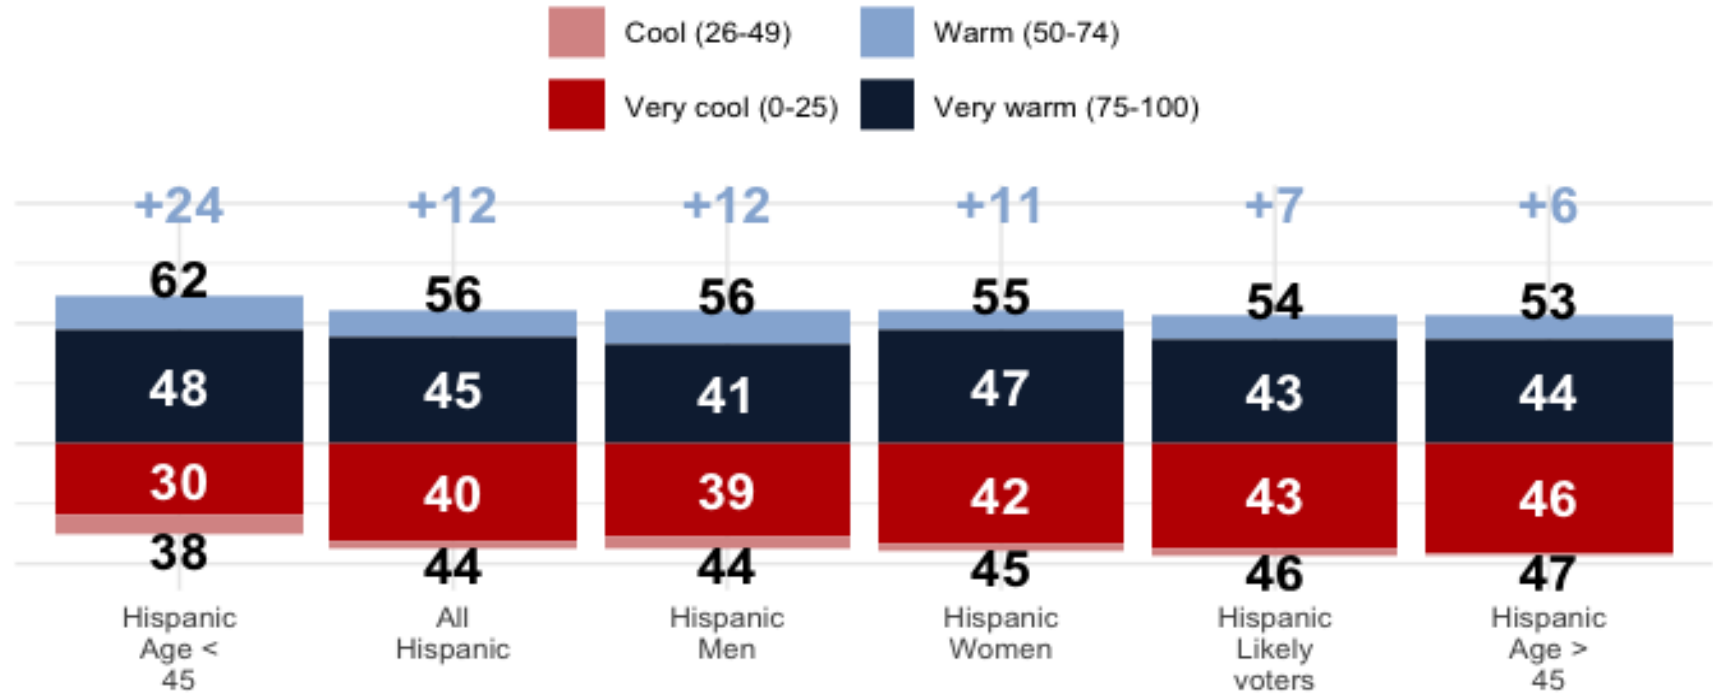 Cool (26-49)
Warm (50-74)
Very cool (0-25)
Very warm (75-100)
+24
+12
+12
+11
+7
+6
62
56
56
55
54
53
48
45
41
47
43
44
30
40
39
42
43
46
38
44
44
45
46
47
Hispanic
Age <
45
All
Hispanic
Hispanic
Men
Hispanic
Women
Hispanic
Likely
voters
Hispanic
Age >
45